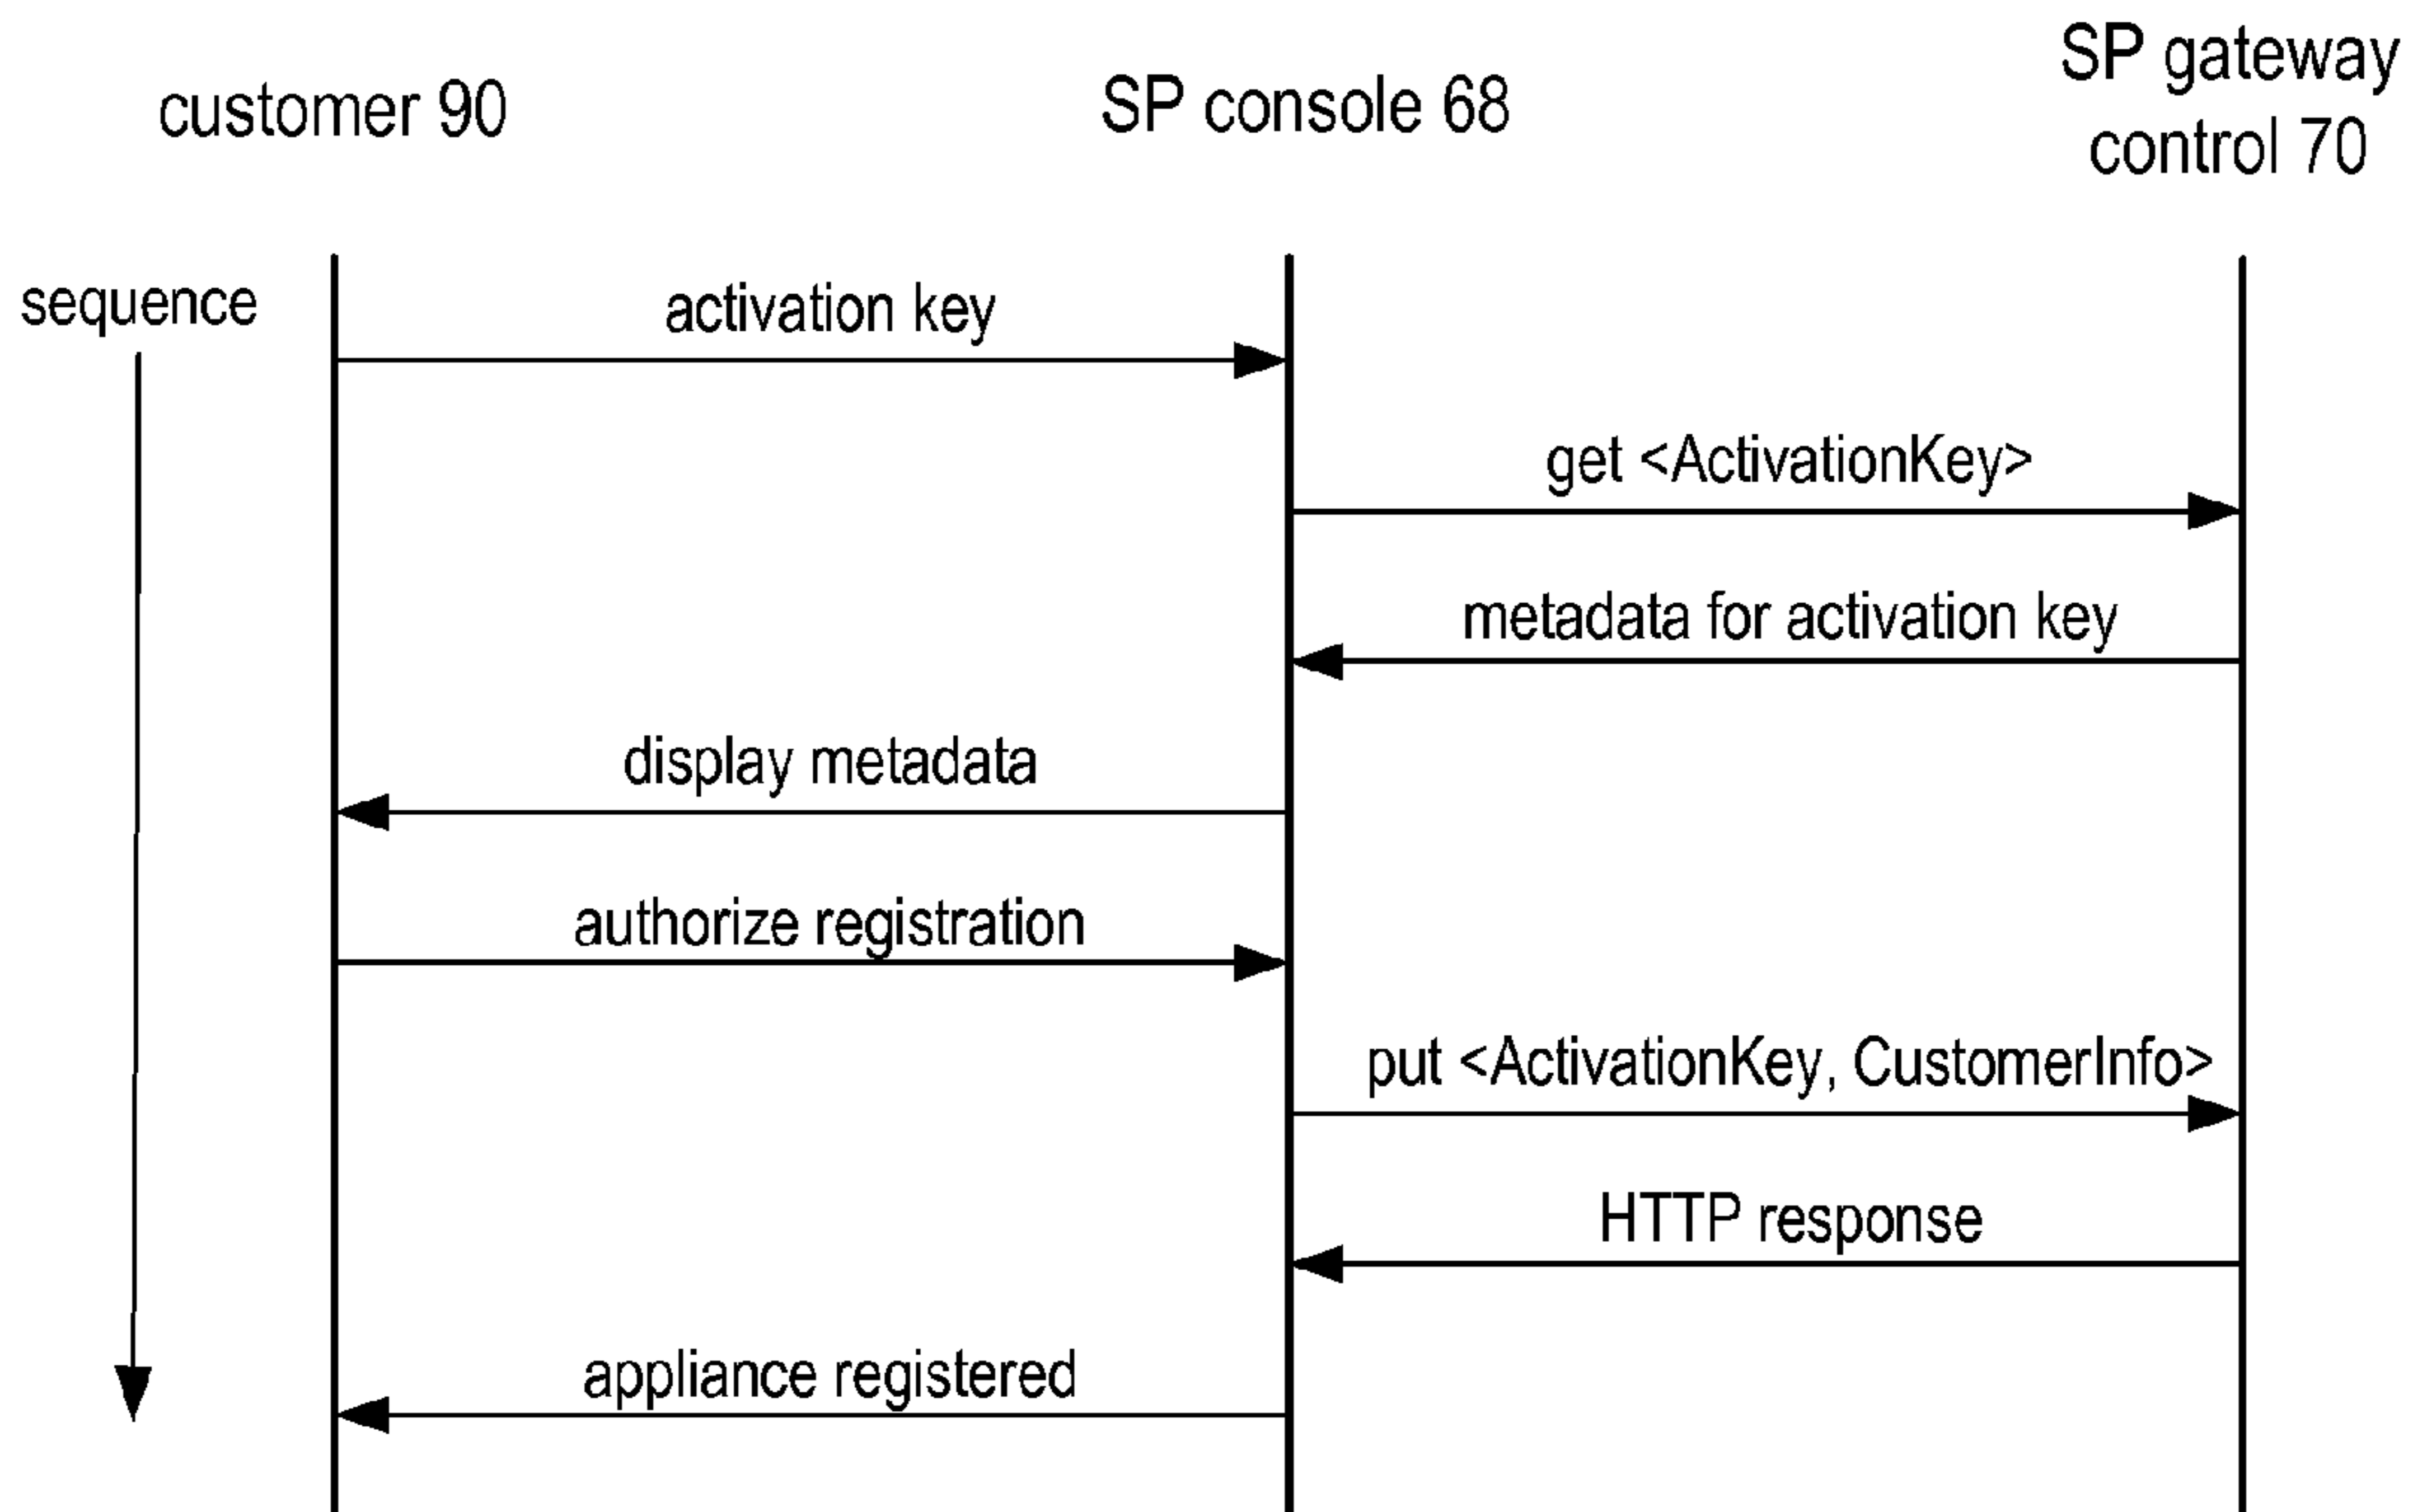 customer 90
SP console 68
SP gateway
control 70
sequence
activation key
get <ActivationKey>
metadata for activation key
display metadata
authorize registration
put <ActivationKey, CustomerInfo>
HTTP response
appliance registered